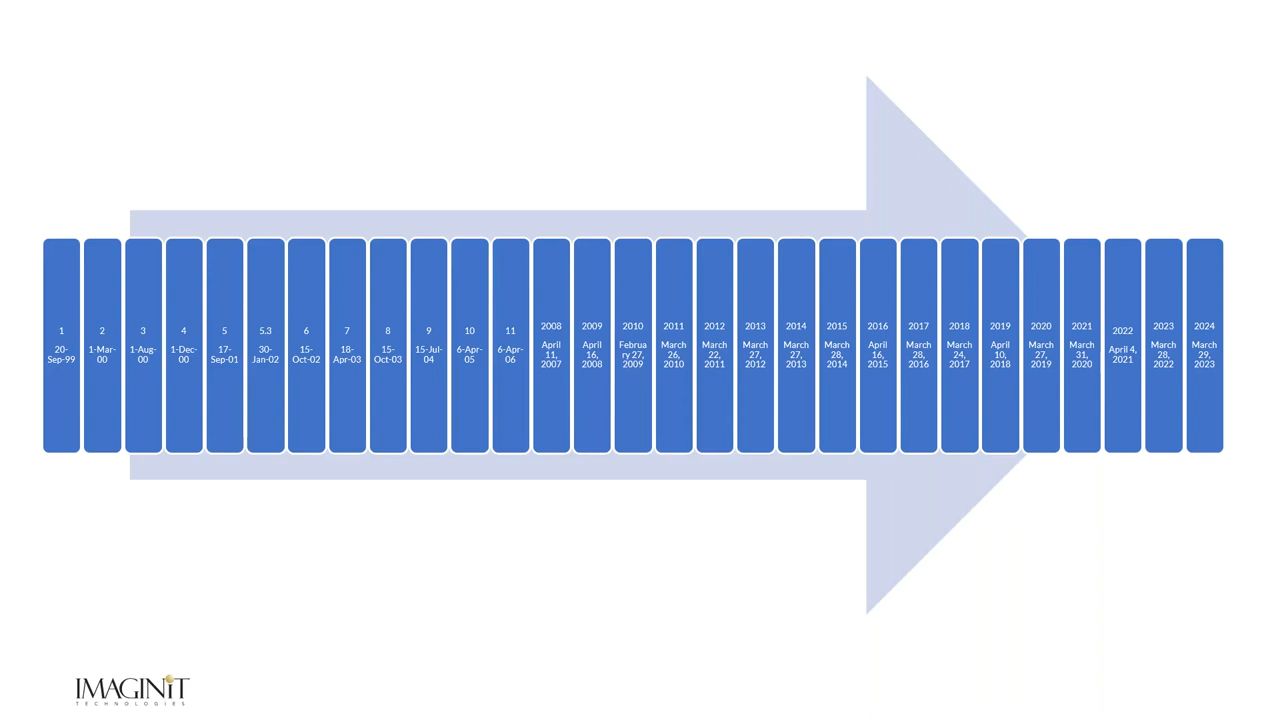 1
20-
Sep-99
2
1-Mar-
00
3
1-Aug-
00
4
1-Dec-
00
5
17-
Sep-01
5.3
30-
Jan-02
6
15-
Oct-02
7
18-
Apr-03
8
15-
Oct-03
9
15-Jul-
04
10
6-Apr-
05
11
6-Apr-
06
2008
April
11,
2007
2009
April
16,
2008
2010
Februa
ry 27,
2009
2011
March
26,
2010
2012
March
22,
2011
2013
March
27,
2012
2014
March
27,
2013
2015
March
28,
2014
2016
April
16,
2015
2017
March
28,
2016
2018
March
24,
2017
2019
April
10,
2018
2020
March
27,
2019
2021
March
31,
2020
2022
April 4,
2021
2023
March
28,
2022
2024
March
29,
2023
IMAGINiT
TECHNOLOGIES